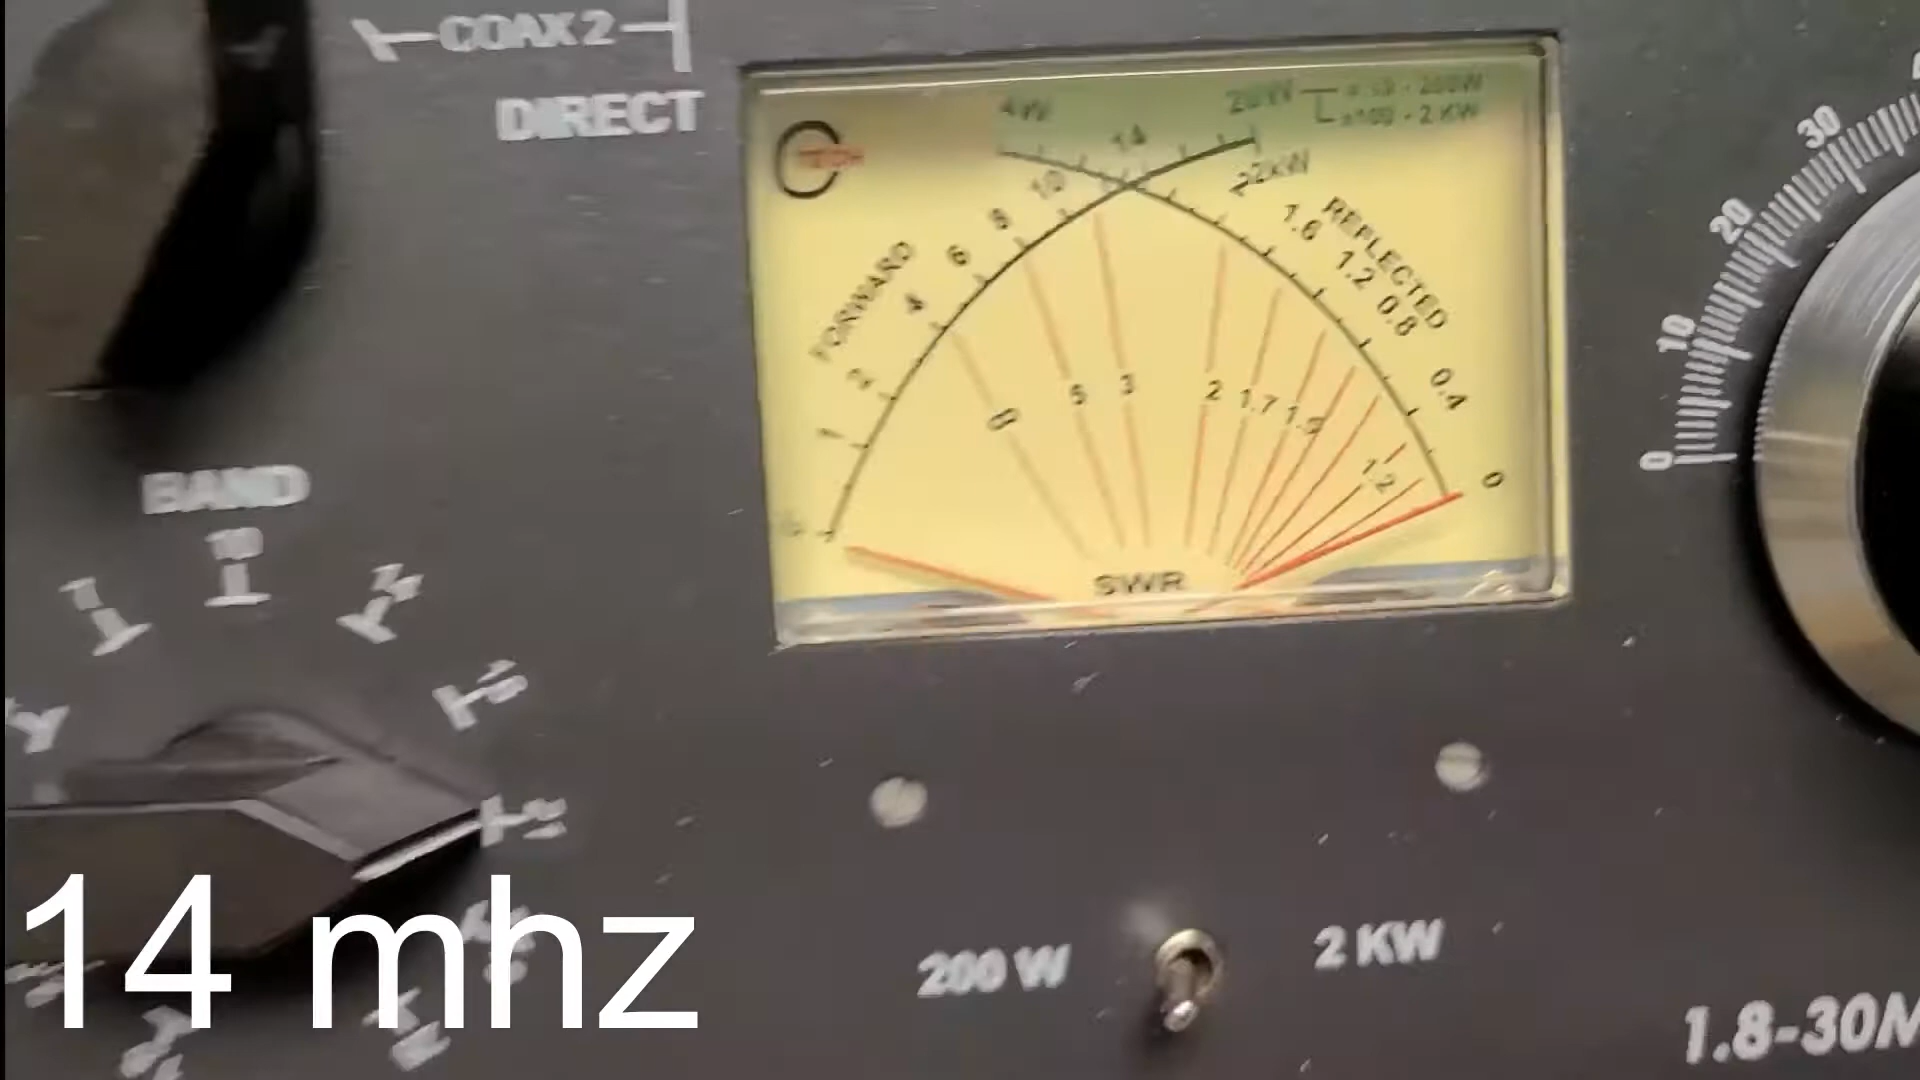 COAX 2
DIRECT
4W
14
20W
x10 - 200W
x100 - 2 KW
2kW
10
8
6
4
2
1
FORWARD
REFLECTED
1.6
1.2
0.8
0.4
0
8
5
3
2
1.7
1.5
1.2
SWR
BAND
10
30
20
10
0
200 W
2 KW
14 mhz
1.8-30M